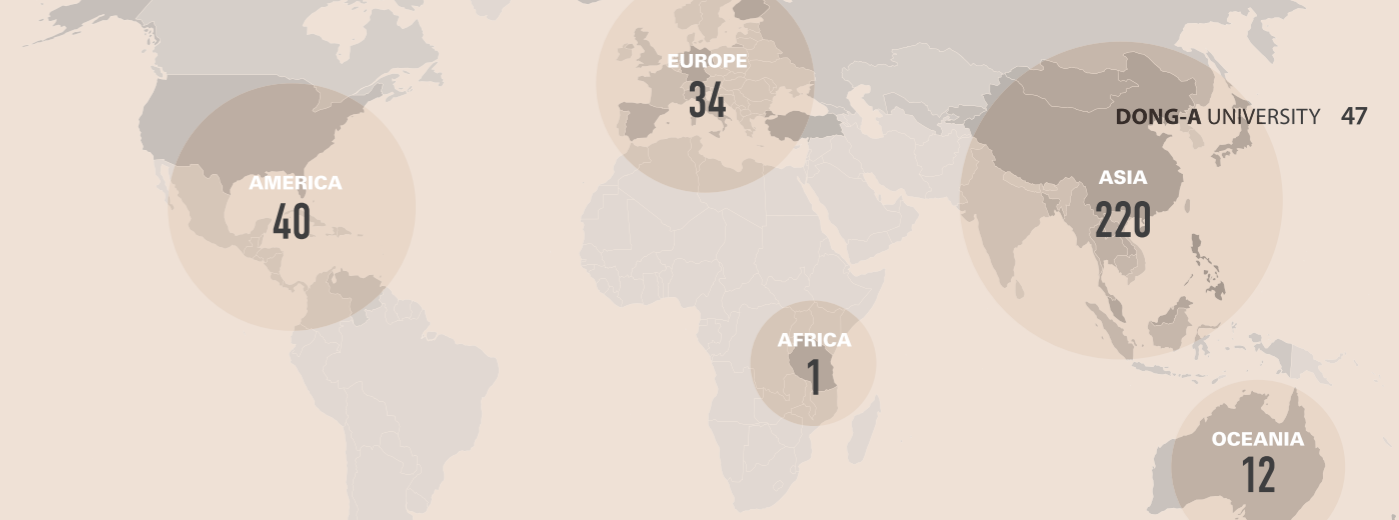 EUROPE
34
DONG-A UNIVERSITY 47
AMERICA
40
ASIA
220
AFRICA
1
OCEANIA
12